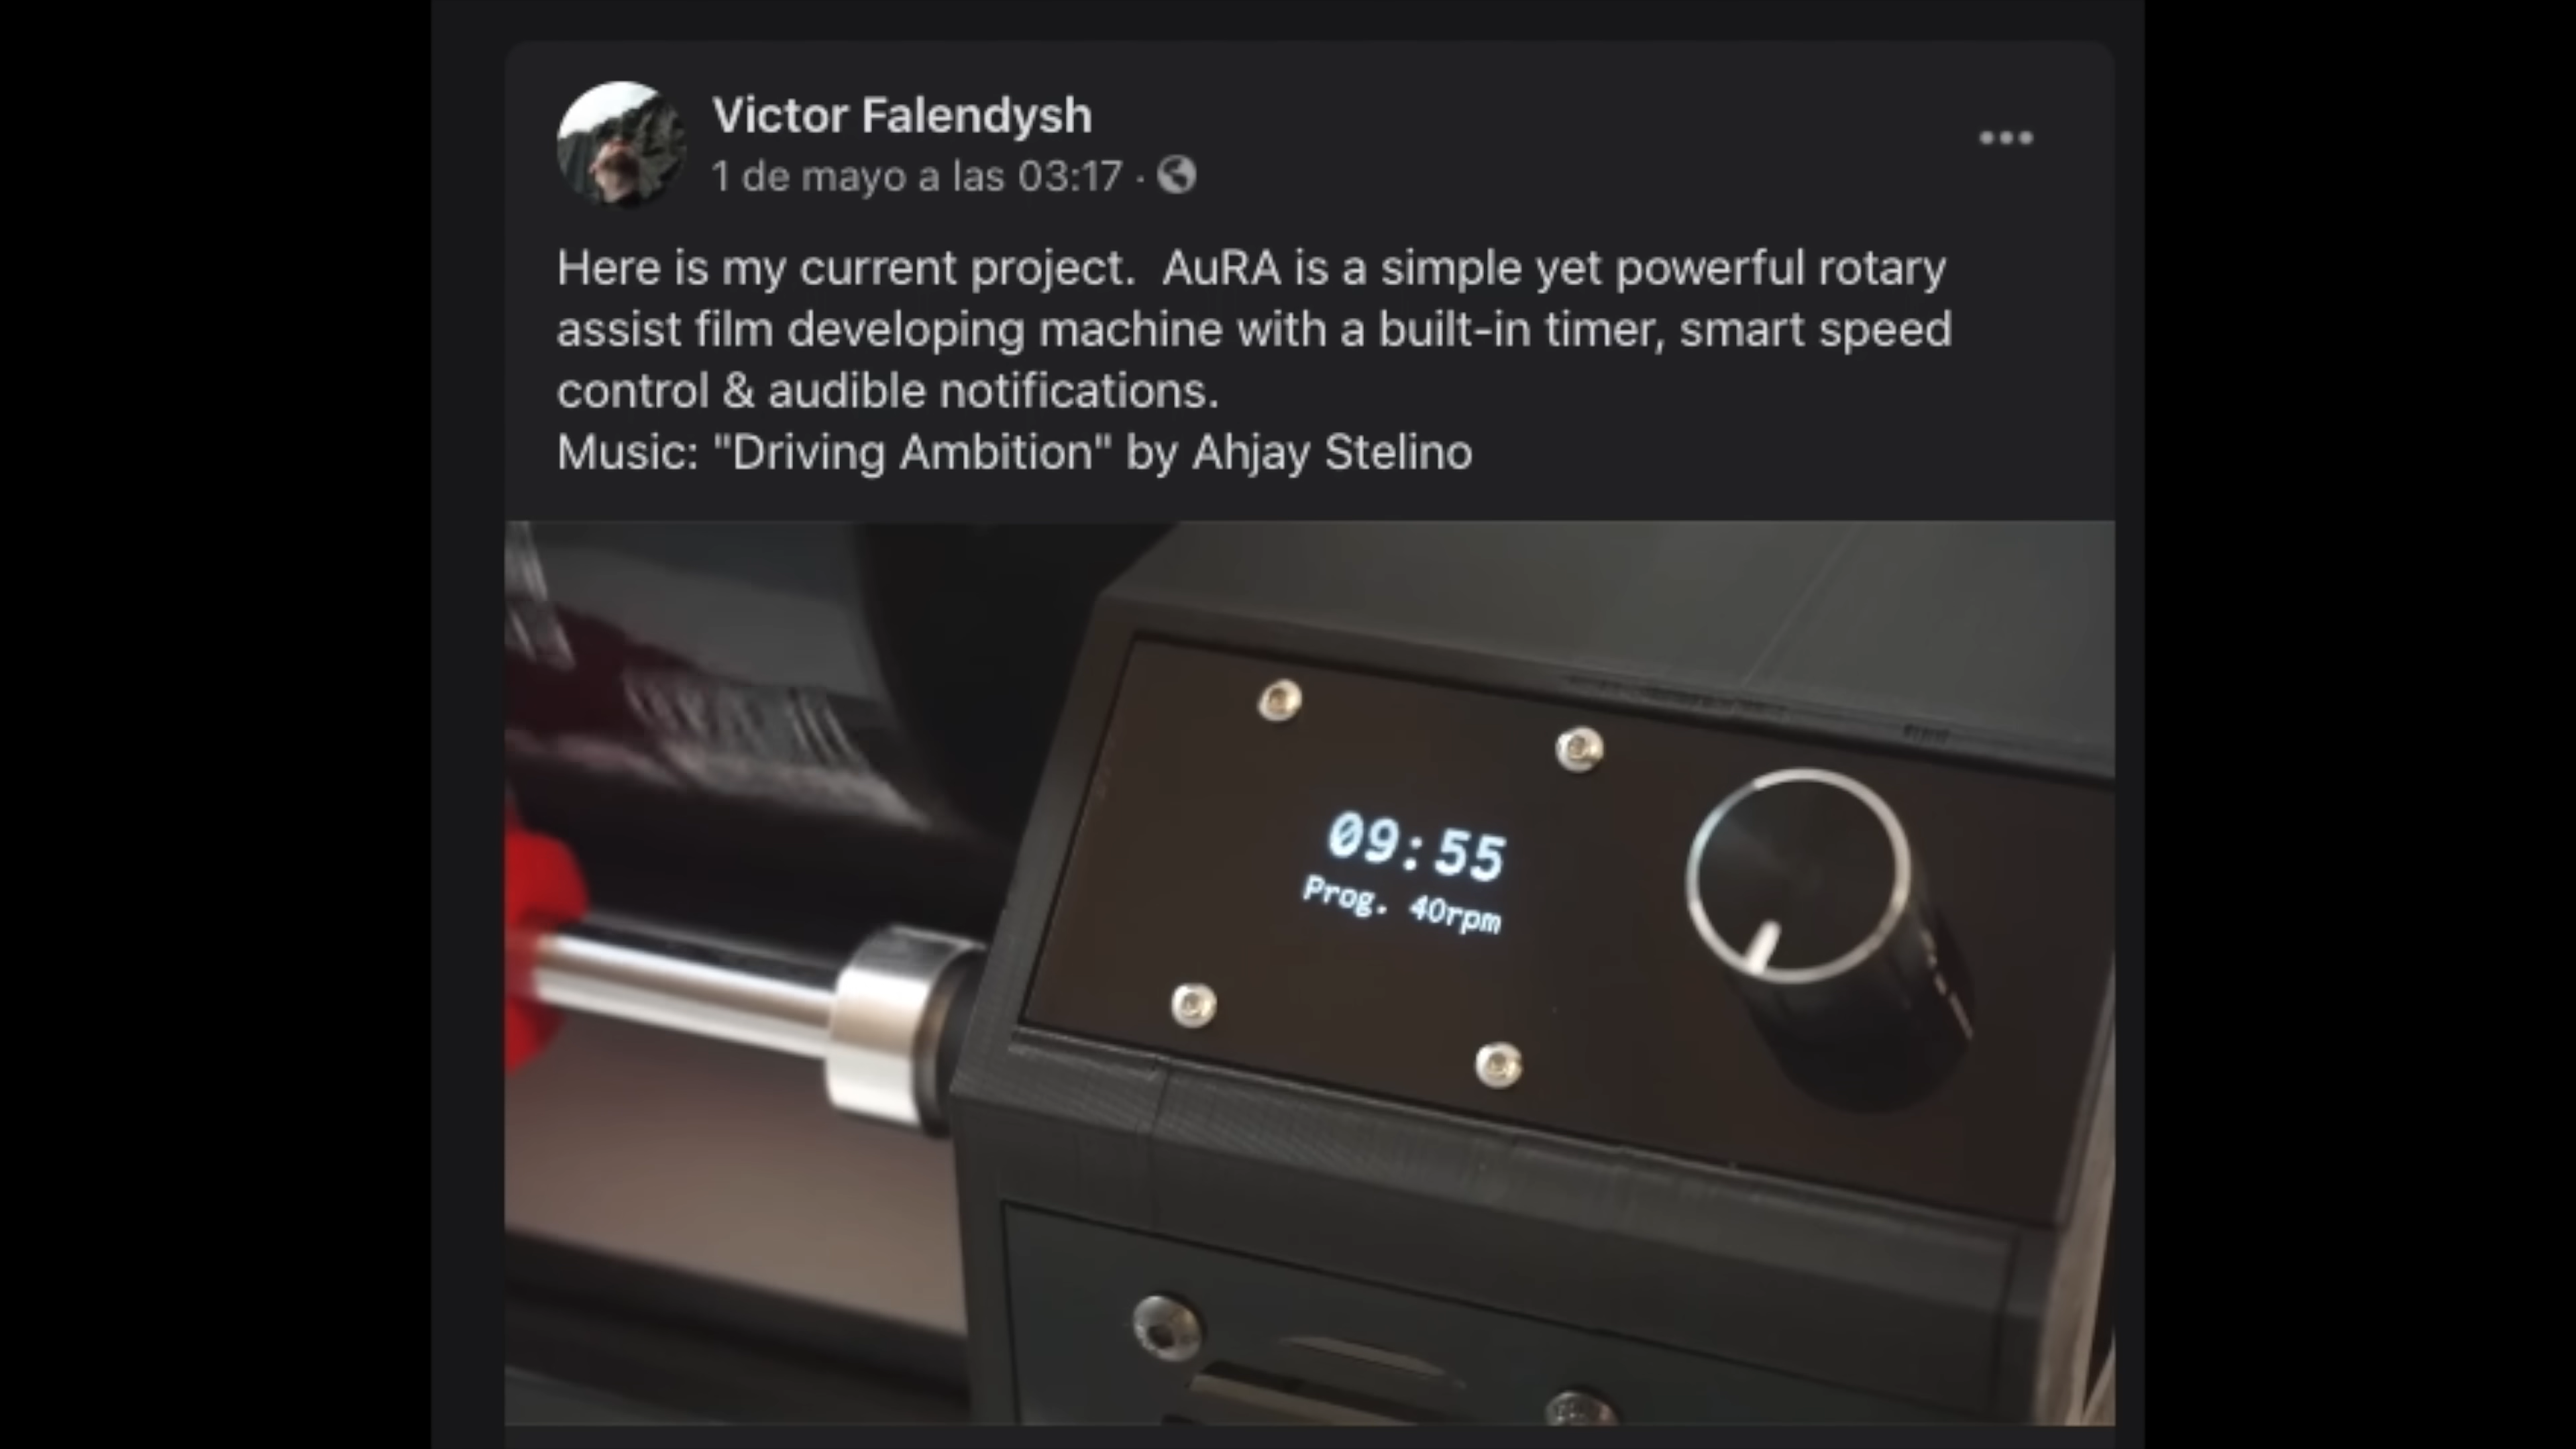 Victor Falendysh
1 de mayo a las 03:17 ·
Here is my current project.  AuRA is a simple yet powerful rotary
assist film developing machine with a built-in timer, smart speed
control & audible notifications.
Music: "Driving Ambition" by Ahjay Stelino
09:55
Prog. 40rpm